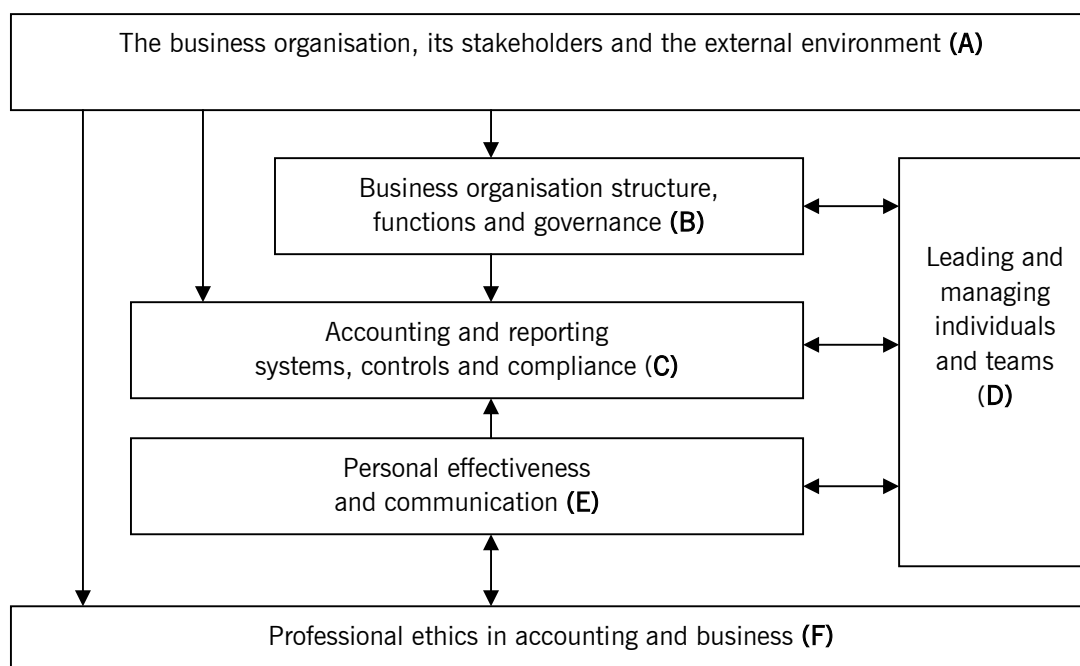 The business organisation, its stakeholders and the external environment (A)
Business organisation structure,
functions and governance (B)
Leading and
managing
individuals
and teams
(D)
Accounting and reporting
systems, controls and compliance (C)
Personal effectiveness
and communication (E)
Professional ethics in accounting and business (F)